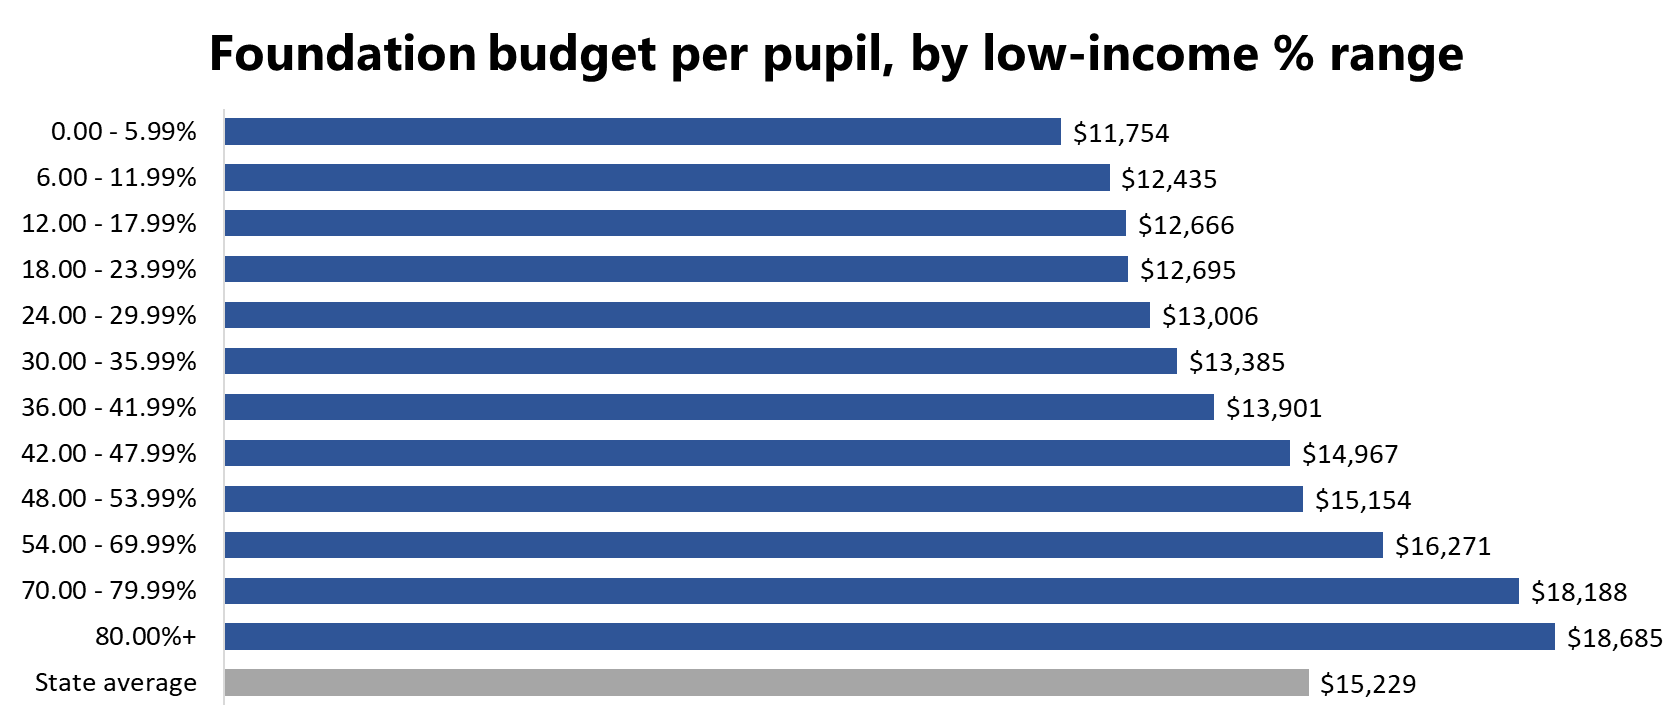 Foundation budget per pupil, by low-income % range
0.00 - 5.99% $11,754
6.00 - 11.99% $12,435
12.00 - 17.99% $12,666
18.00 - 23.99% $12,695
24.00 - 29.99% $13,006
30.00 - 35.99% $13,385
36.00 - 41.99% $13,901
42.00 - 47.99% $14,967
48.00 - 53.99% $15,154
54.00 - 69.99% $16,271
70.00 - 79.99% $18,188
80.00%+ $18,685
State average $15,229